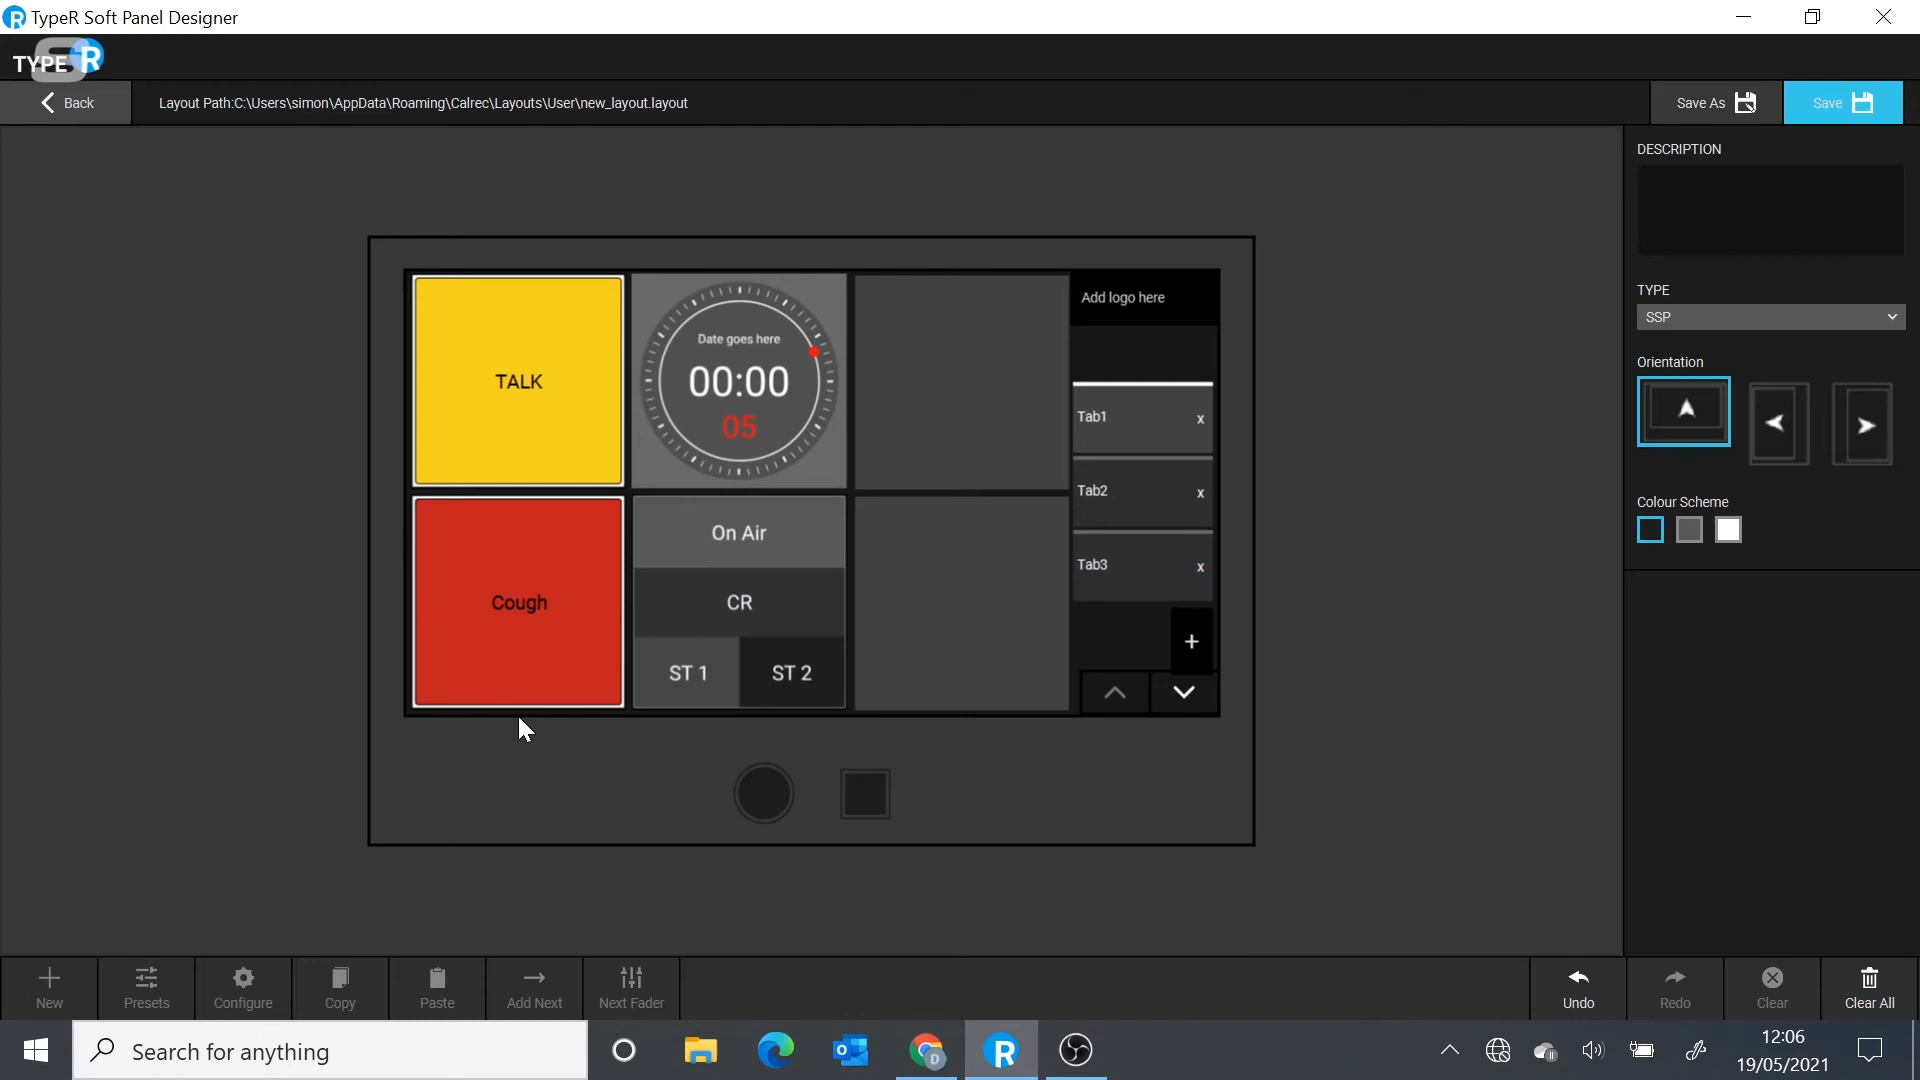 TypeR Soft Panel Designer
TYPE R
Back
Layout Path:C:\Users\simon\AppData\Roaming\Calrec\Layouts\User\new_layout.layout
Save As
Save
DESCRIPTION
TYPE
SSP
Orientation
Colour Scheme
TALK
Date goes here
00:00
05
Add logo here
Tab1 x
Tab2 x
Tab3 x
+
Cough
On Air
CR
ST 1
ST 2
New
Presets
Configure
Copy
Paste
Add Next
Next Fader
Undo
Redo
Clear
Clear All
Search for anything
12:06
19/05/2021